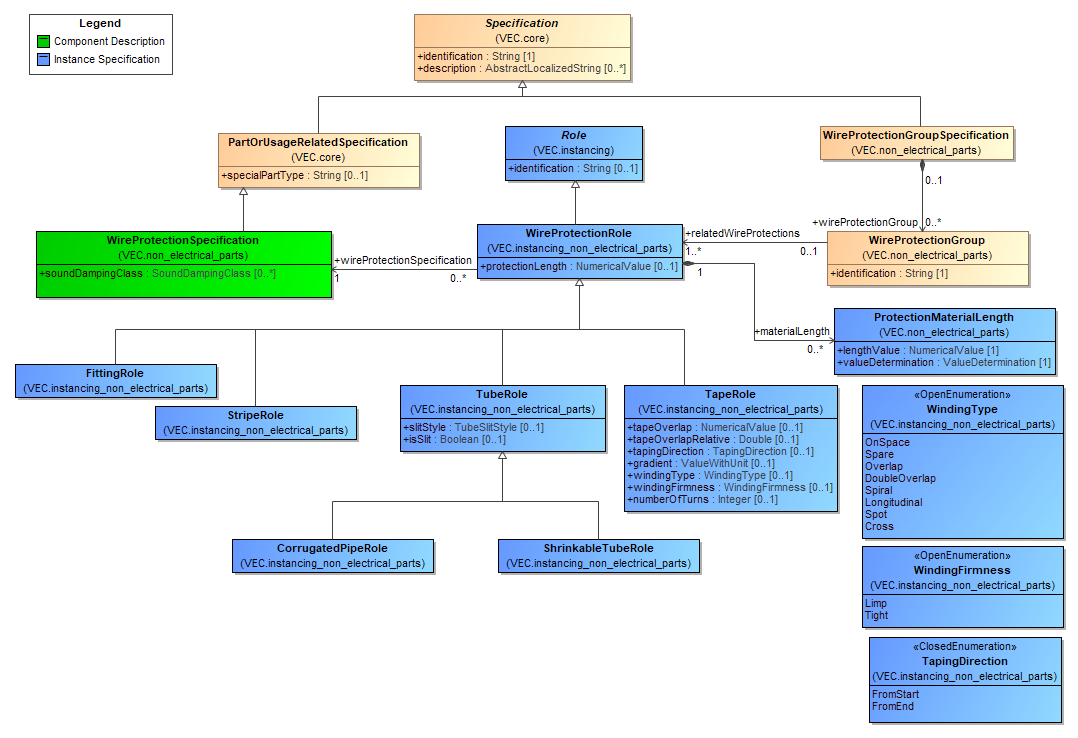 Legend
Component Description
Instance Specification
Specification
(VEC.core)
+identification : String [1]
+description : AbstractLocalizedString [0..*]
PartOrUsageRelatedSpecification
(VEC.core)
+specialPartType : String [0..1]
Role
(VEC.instancing)
+identification : String [0..1]
WireProtectionGroupSpecification
(VEC.non_electrical_parts)
0..1
+wireProtectionGroup
0..*
WireProtectionSpecification
(VEC.non_electrical_parts)
+soundDampingClass : SoundDampingClass [0..*]
+wireProtectionSpecification
1
0..*
WireProtectionRole
(VEC.instancing_non_electrical_parts)
+protectionLength : NumericalValue [0..1]
+relatedWireProtections
1..*
0..1
1
WireProtectionGroup
(VEC.non_electrical_parts)
+identification : String [1]
+materialLength
0..*
ProtectionMaterialLength
(VEC.non_electrical_parts)
+lengthValue : NumericalValue [1]
+valueDetermination : ValueDetermination [1]
FittingRole
(VEC.instancing_non_electrical_parts)
StripeRole
(VEC.instancing_non_electrical_parts)
TubeRole
(VEC.instancing_non_electrical_parts)
+slitStyle : TubeSlitStyle [0..1]
+isSlit : Boolean [0..1]
TapeRole
(VEC.instancing_non_electrical_parts)
+tapeOverlap : NumericalValue [0..1]
+tapeOverlapRelative : Double [0..1]
+tapingDirection : TapingDirection [0..1]
+gradient : ValueWithUnit [0..1]
+windingType : WindingType [0..1]
+windingFirmness : WindingFirmness [0..1]
+numberOfTurns : Integer [0..1]
«OpenEnumeration»
WindingType
(VEC.instancing_non_electrical_parts)
OnSpace
Spare
Overlap
DoubleOverlap
Spiral
Longitudinal
Spot
Cross
CorrugatedPipeRole
(VEC.instancing_non_electrical_parts)
ShrinkableTubeRole
(VEC.instancing_non_electrical_parts)
«OpenEnumeration»
WindingFirmness
(VEC.instancing_non_electrical_parts)
Limp
Tight
«ClosedEnumeration»
TapingDirection
(VEC.instancing_non_electrical_parts)
FromStart
FromEnd